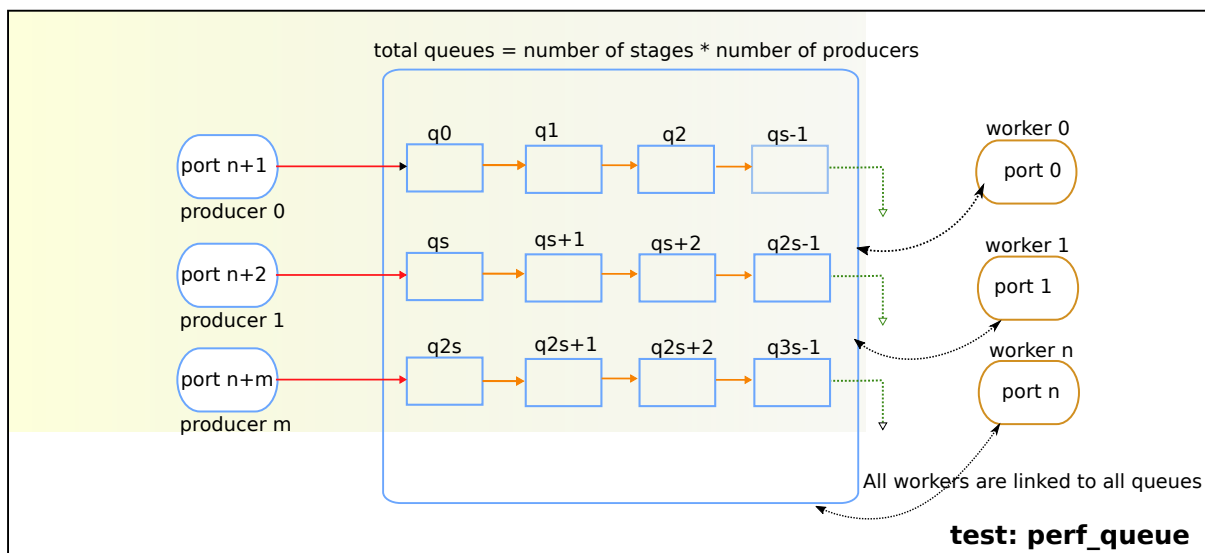 total queues = number of stages * number of producers
q0
q1
q2
qs-1
worker 0
port n+1
port 0
producer 0
qs
qs+1
qs+2
q2s-1
worker 1
port n+2
port 1
producer 1
q2s
q2s+1
q2s+2
q3s-1
worker n
port n+m
port n
producer m
All workers are linked to all queues
test: perf_queue